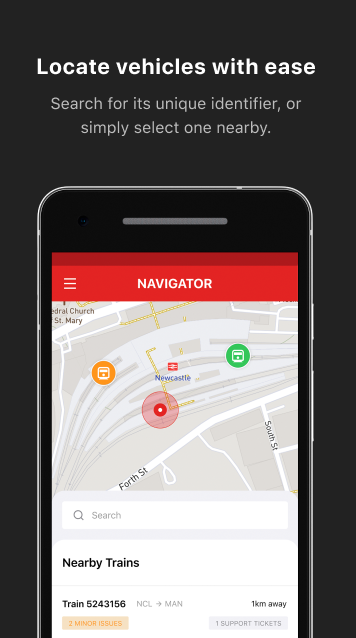 Locate vehicles with ease
Search for its unique identifier, or
simply select one nearby.
NAVIGATOR
edral Church
St. Mary
Newcastle
South St
Forth St
Search
Nearby Trains
Train 5243156 NCL → MAN 1km away
2 MINOR ISSUES 1 SUPPORT TICKETS